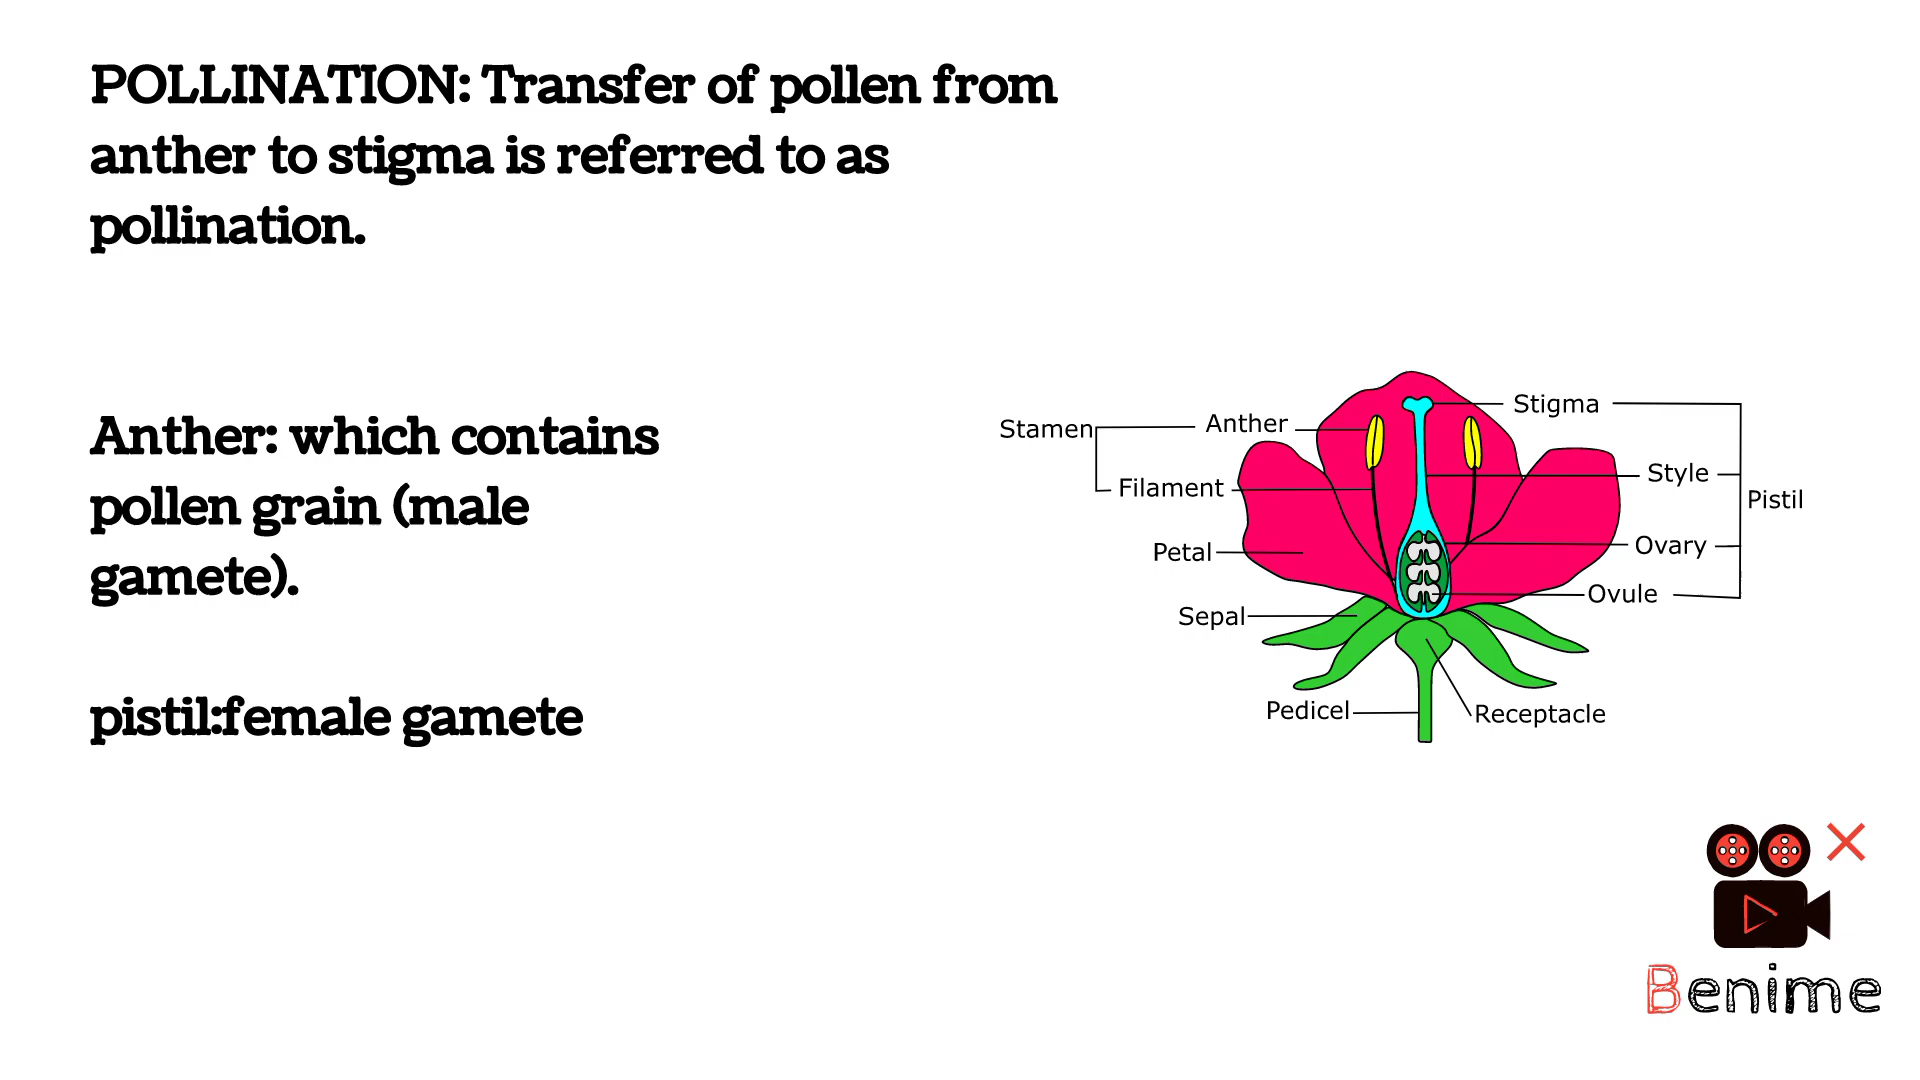 POLLINATION: Transfer of pollen from
anther to stigma is referred to as
pollination.
Anther: which contains
pollen grain (male
gamete).
pistil:female gamete
Stigma
Stamen
Anther
Style
Filament
Pistil
Petal
Ovary
Ovule
Sepal
Pedicel
Receptacle
Benime